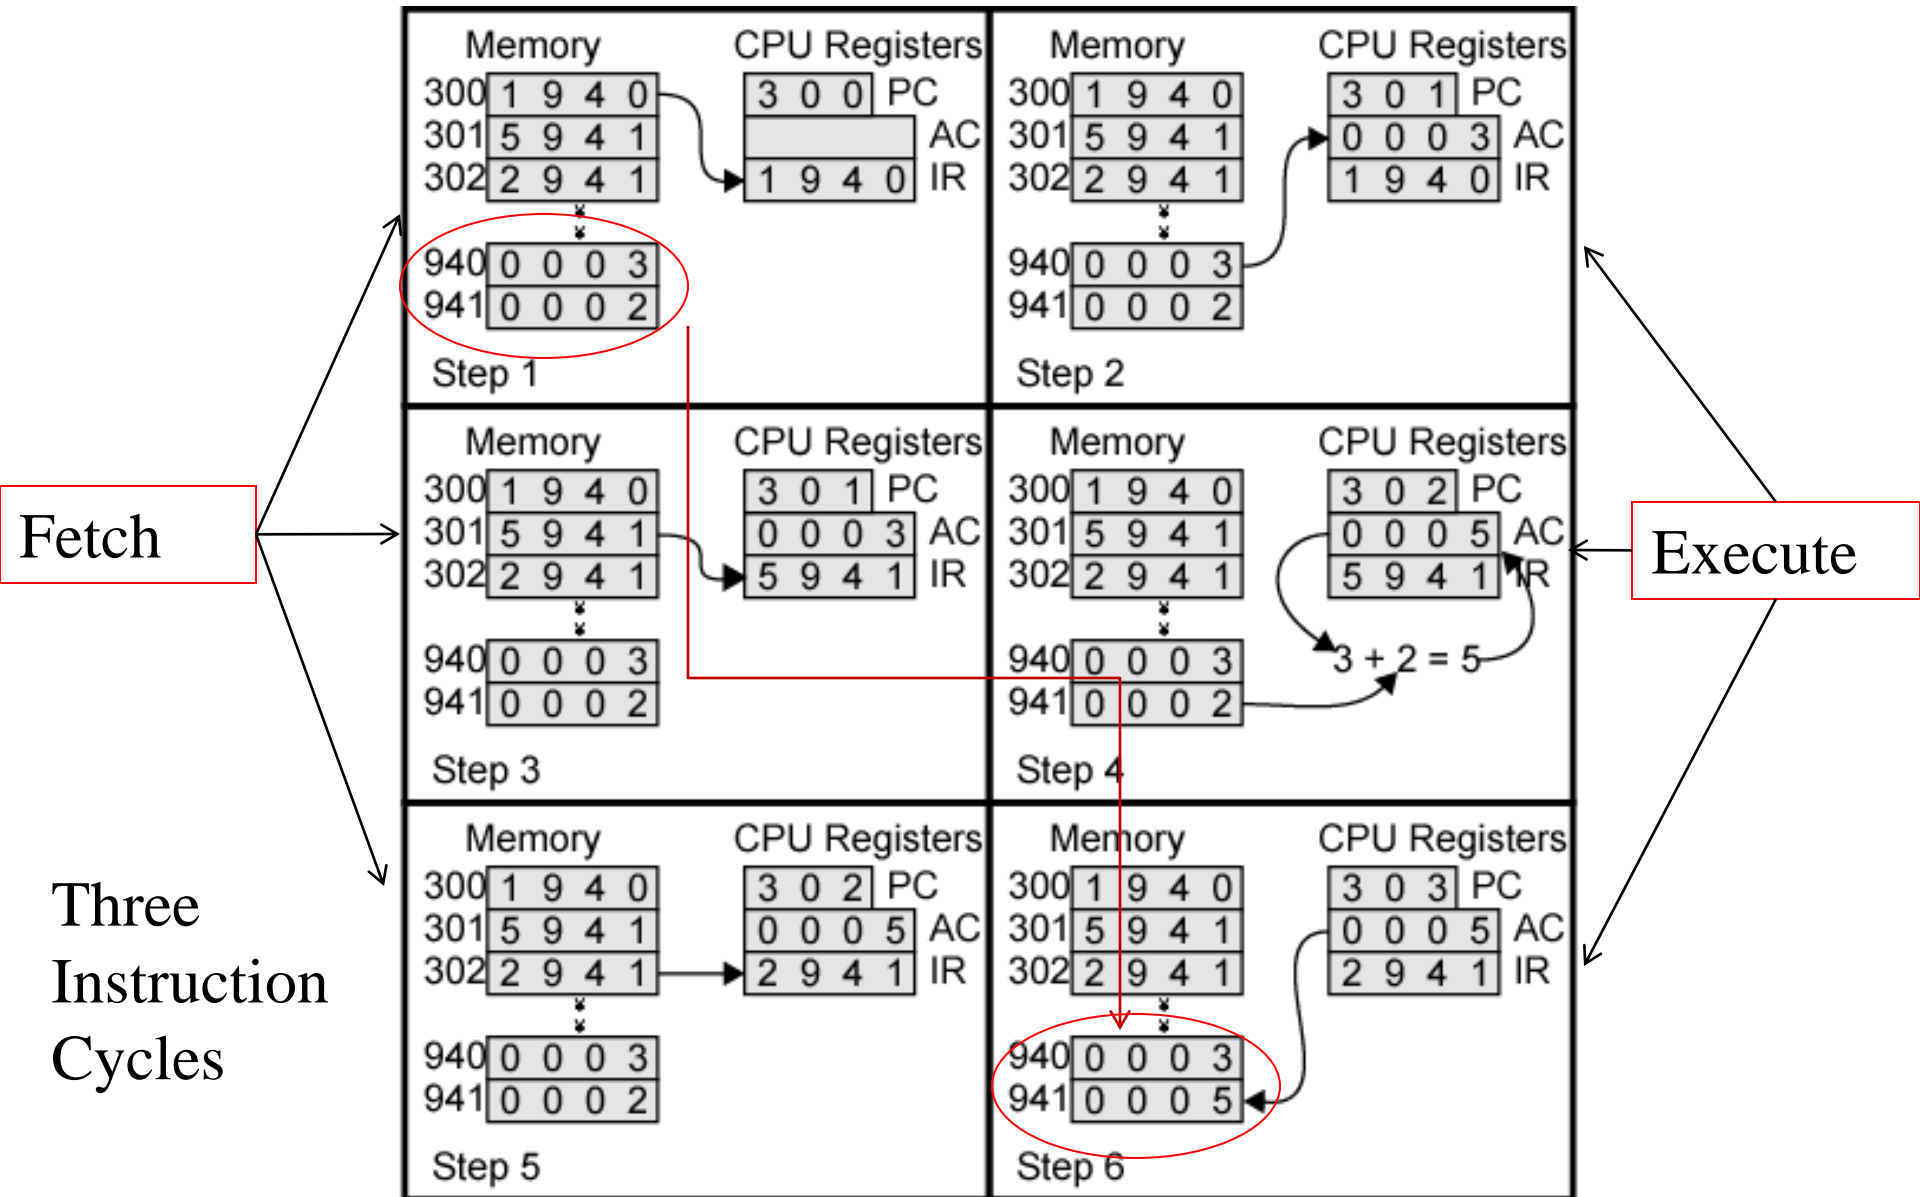 Memory CPU Registers
300 1 9 4 0 3 0 0 PC
301 5 9 4 1 AC
302 2 9 4 1 1 9 4 0 IR
940 0 0 0 3
941 0 0 0 2
Step 1
Memory CPU Registers
300 1 9 4 0 3 0 1 PC
301 5 9 4 1 0 0 0 3 AC
302 2 9 4 1 1 9 4 0 IR
940 0 0 0 3
941 0 0 0 2
Step 2
Fetch
Memory CPU Registers
300 1 9 4 0 3 0 1 PC
301 5 9 4 1 0 0 0 3 AC
302 2 9 4 1 5 9 4 1 IR
940 0 0 0 3
941 0 0 0 2
Step 3
Memory CPU Registers
300 1 9 4 0 3 0 2 PC
301 5 9 4 1 0 0 0 5 AC
302 2 9 4 1 5 9 4 1 IR
940 0 0 0 3 3 + 2 = 5
941 0 0 0 2
Step 4
Execute
Three
Instruction
Cycles
Memory CPU Registers
300 1 9 4 0 3 0 2 PC
301 5 9 4 1 0 0 0 5 AC
302 2 9 4 1 2 9 4 1 IR
940 0 0 0 3
941 0 0 0 2
Step 5
Memory CPU Registers
300 1 9 4 0 3 0 3 PC
301 5 9 4 1 0 0 0 5 AC
302 2 9 4 1 2 9 4 1 IR
940 0 0 0 3
941 0 0 0 5
Step 6